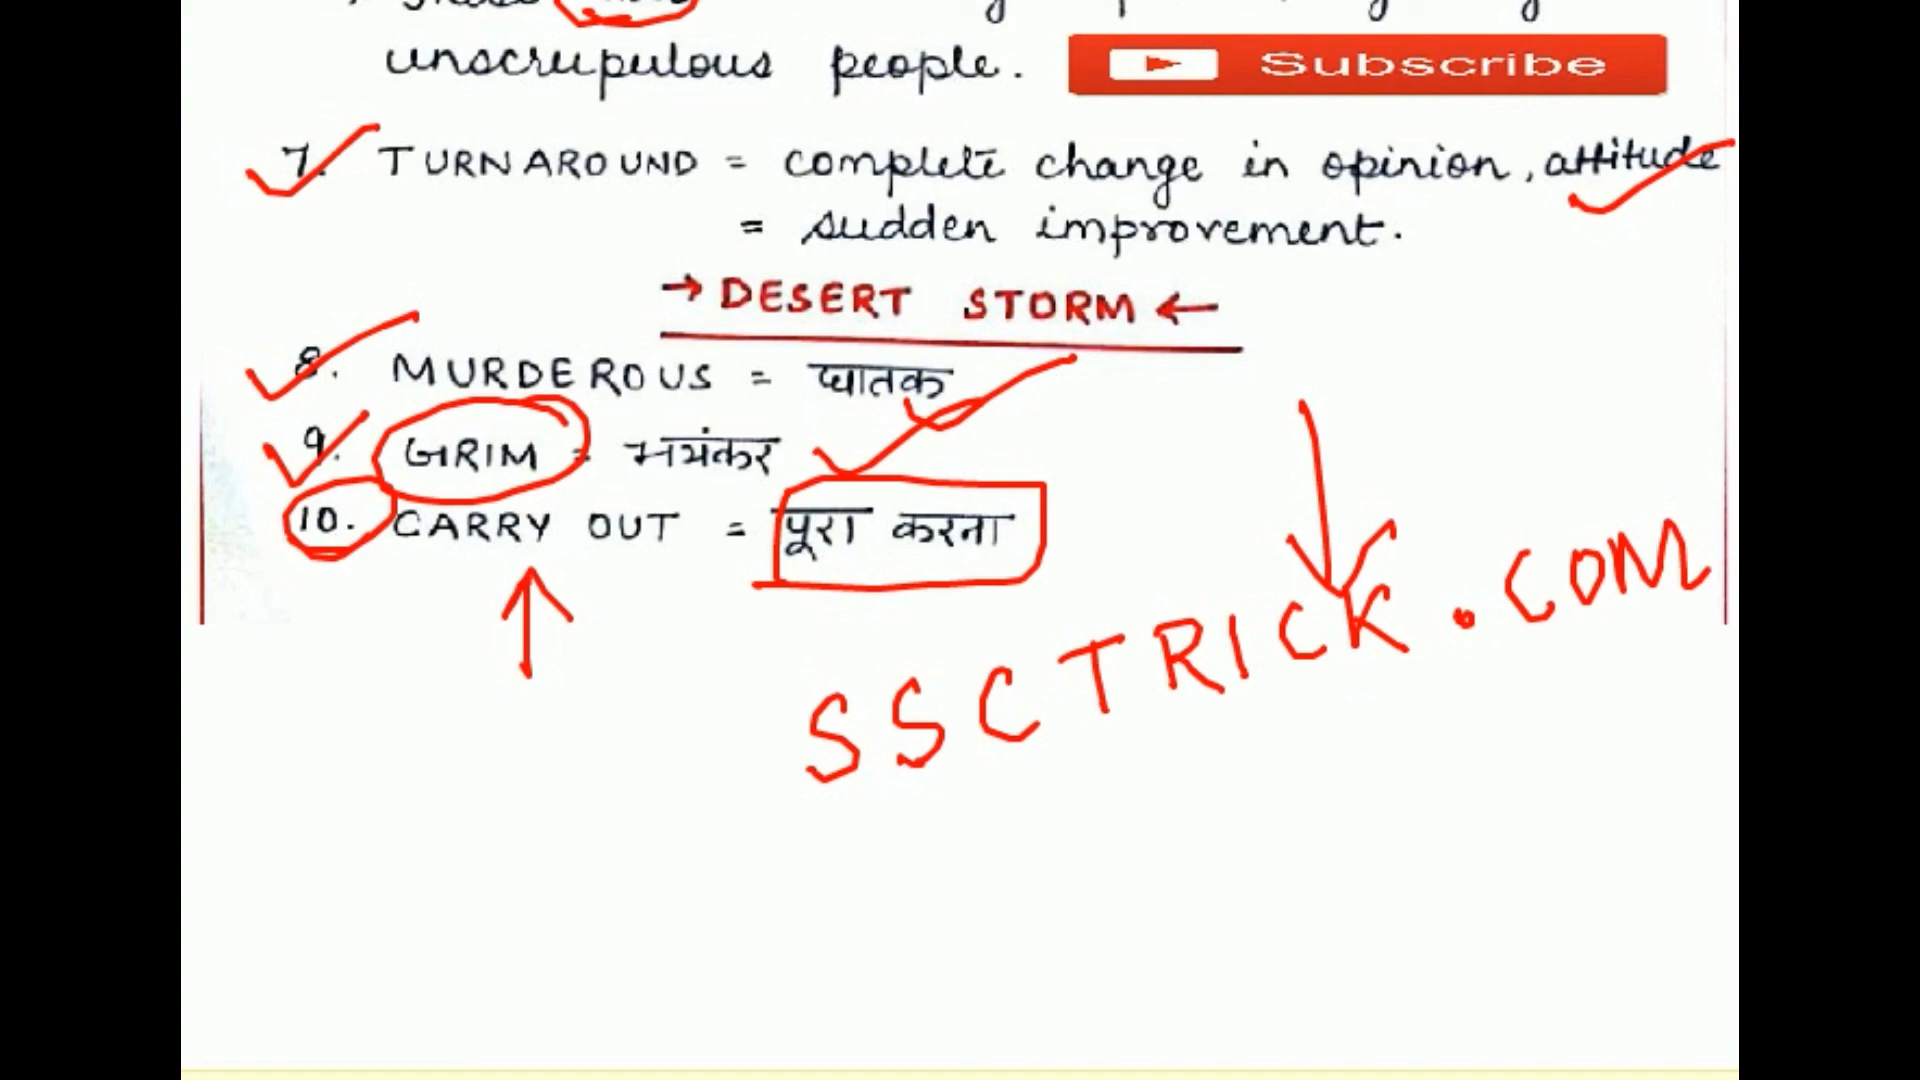 unscrupulous people.
Subscribe
7. TURNAROUND = complete change in opinion, attitude
= sudden improvement.
→ DESERT STORM ←
8. MURDEROUS = घातक
9. GRIM = भयंकर
10. CARRY OUT = पूरा करना
SSCTRICK.COM